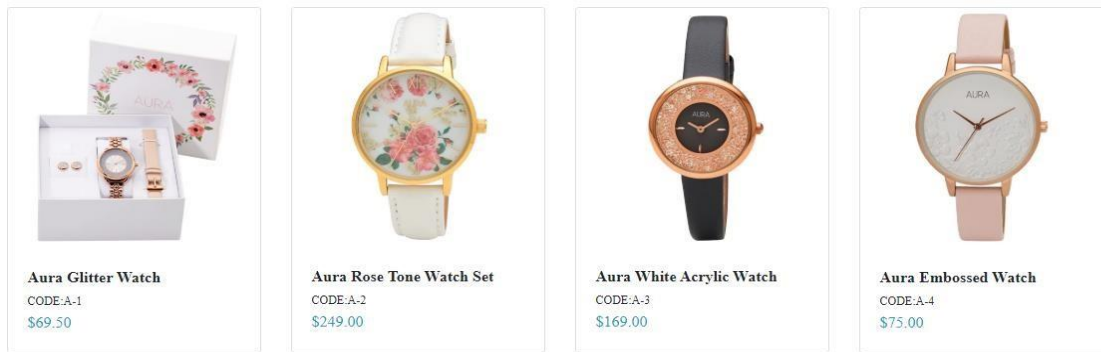 AURA
Aura Glitter Watch
CODE:A-1
$69.50
AURA
Aura Rose Tone Watch Set
CODE:A-2
$249.00
AURA
Aura White Acrylic Watch
CODE:A-3
$169.00
AURA
Aura Embossed Watch
CODE:A-4
$75.00